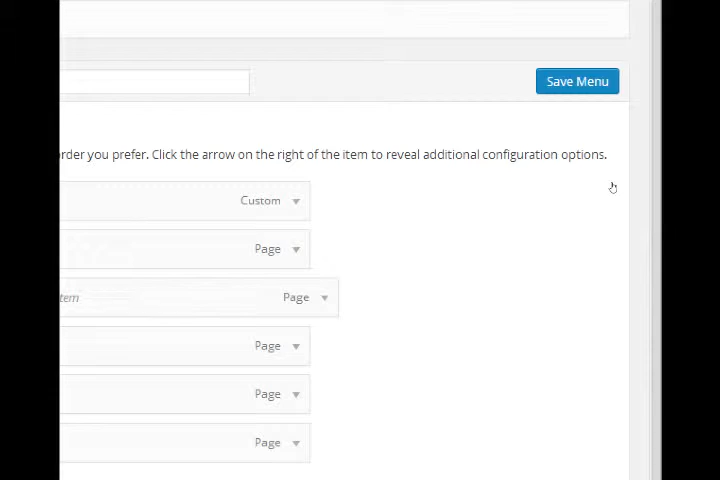 Save Menu
order you prefer. Click the arrow on the right of the item to reveal additional configuration options.
Custom
Page
item Page
Page
Page
Page